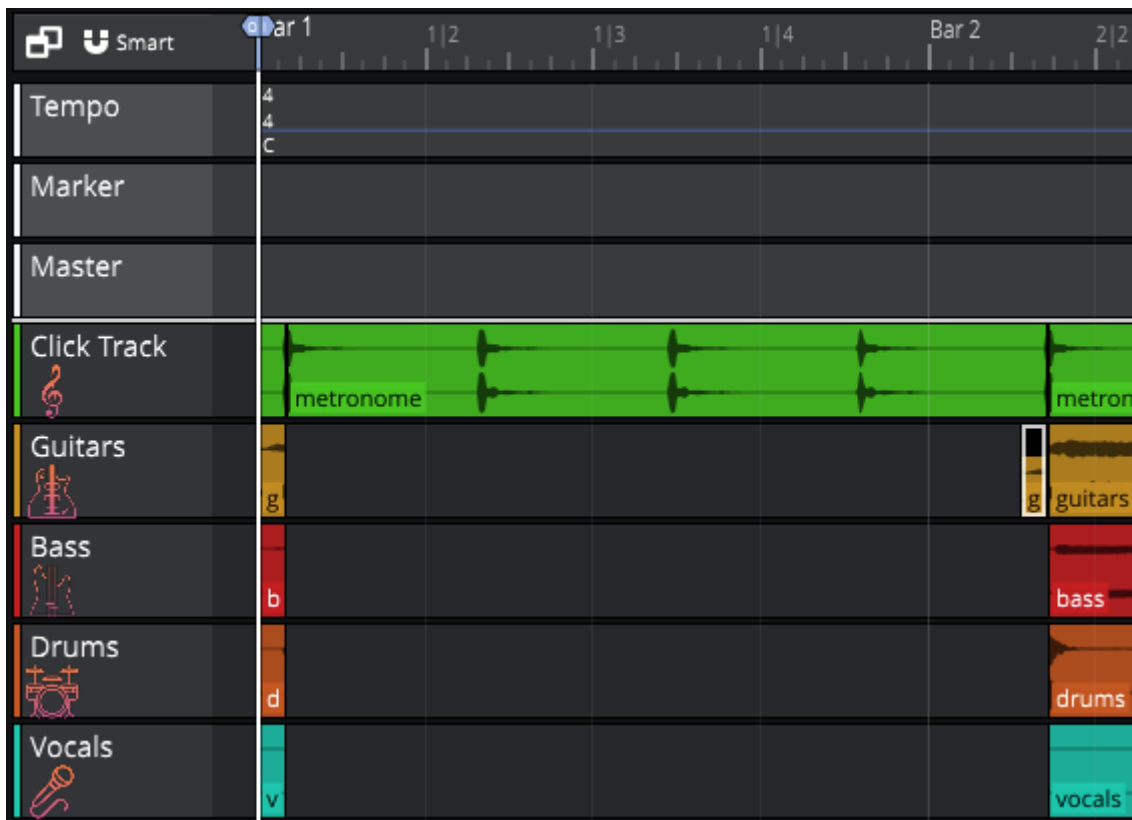 Smart
Bar 1
1|2
1|3
1|4
Bar 2
2|2
Tempo
4
4
C
Marker
Master
Click Track
metronome
metron
Guitars
g
g
guitars
Bass
b
bass
Drums
d
drums
Vocals
v
vocals